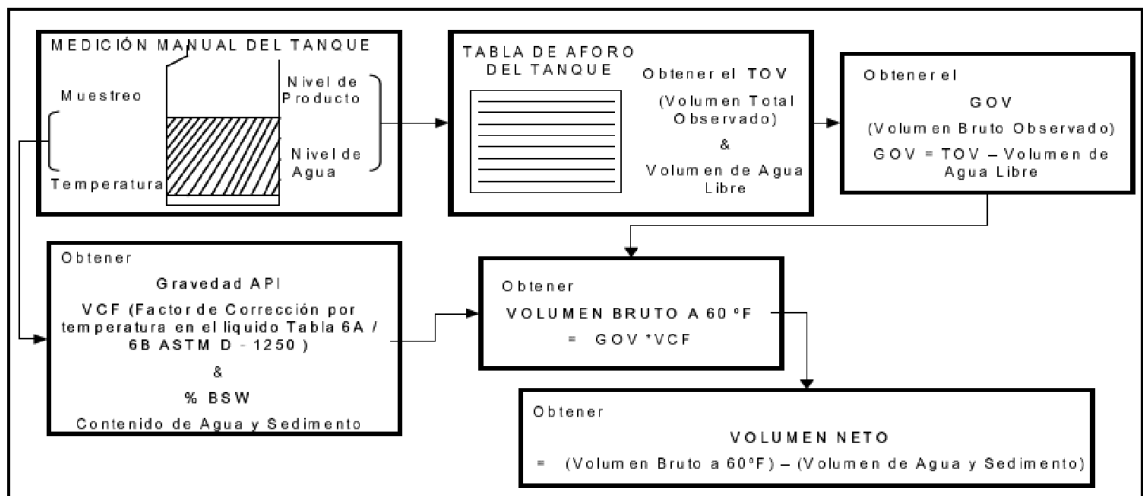 MEDICIÓN MANUAL DEL TANQUE
Muestreo
Temperatura
Nivel de
Producto
Nivel de
Agua
TABLA DE AFORO
DEL TANQUE
Obtener el TOV
(Volumen Total
Observado)
&
Volumen de Agua
Libre
Obtener el
GOV
(Volumen Bruto Observado)
GOV = TOV – Volumen de
Agua Libre
Obtener
Gravedad API
VCF (Factor de Corrección por
temperatura en el liquido Tabla 6A /
6B ASTM D - 1250 )
&
% BSW
Contenido de Agua y Sedimento
Obtener
VOLUMEN BRUTO A 60 ºF
= GOV *VCF
Obtener
VOLUMEN NETO
= (Volumen Bruto a 60ºF) – (Volumen de Agua y Sedimento)